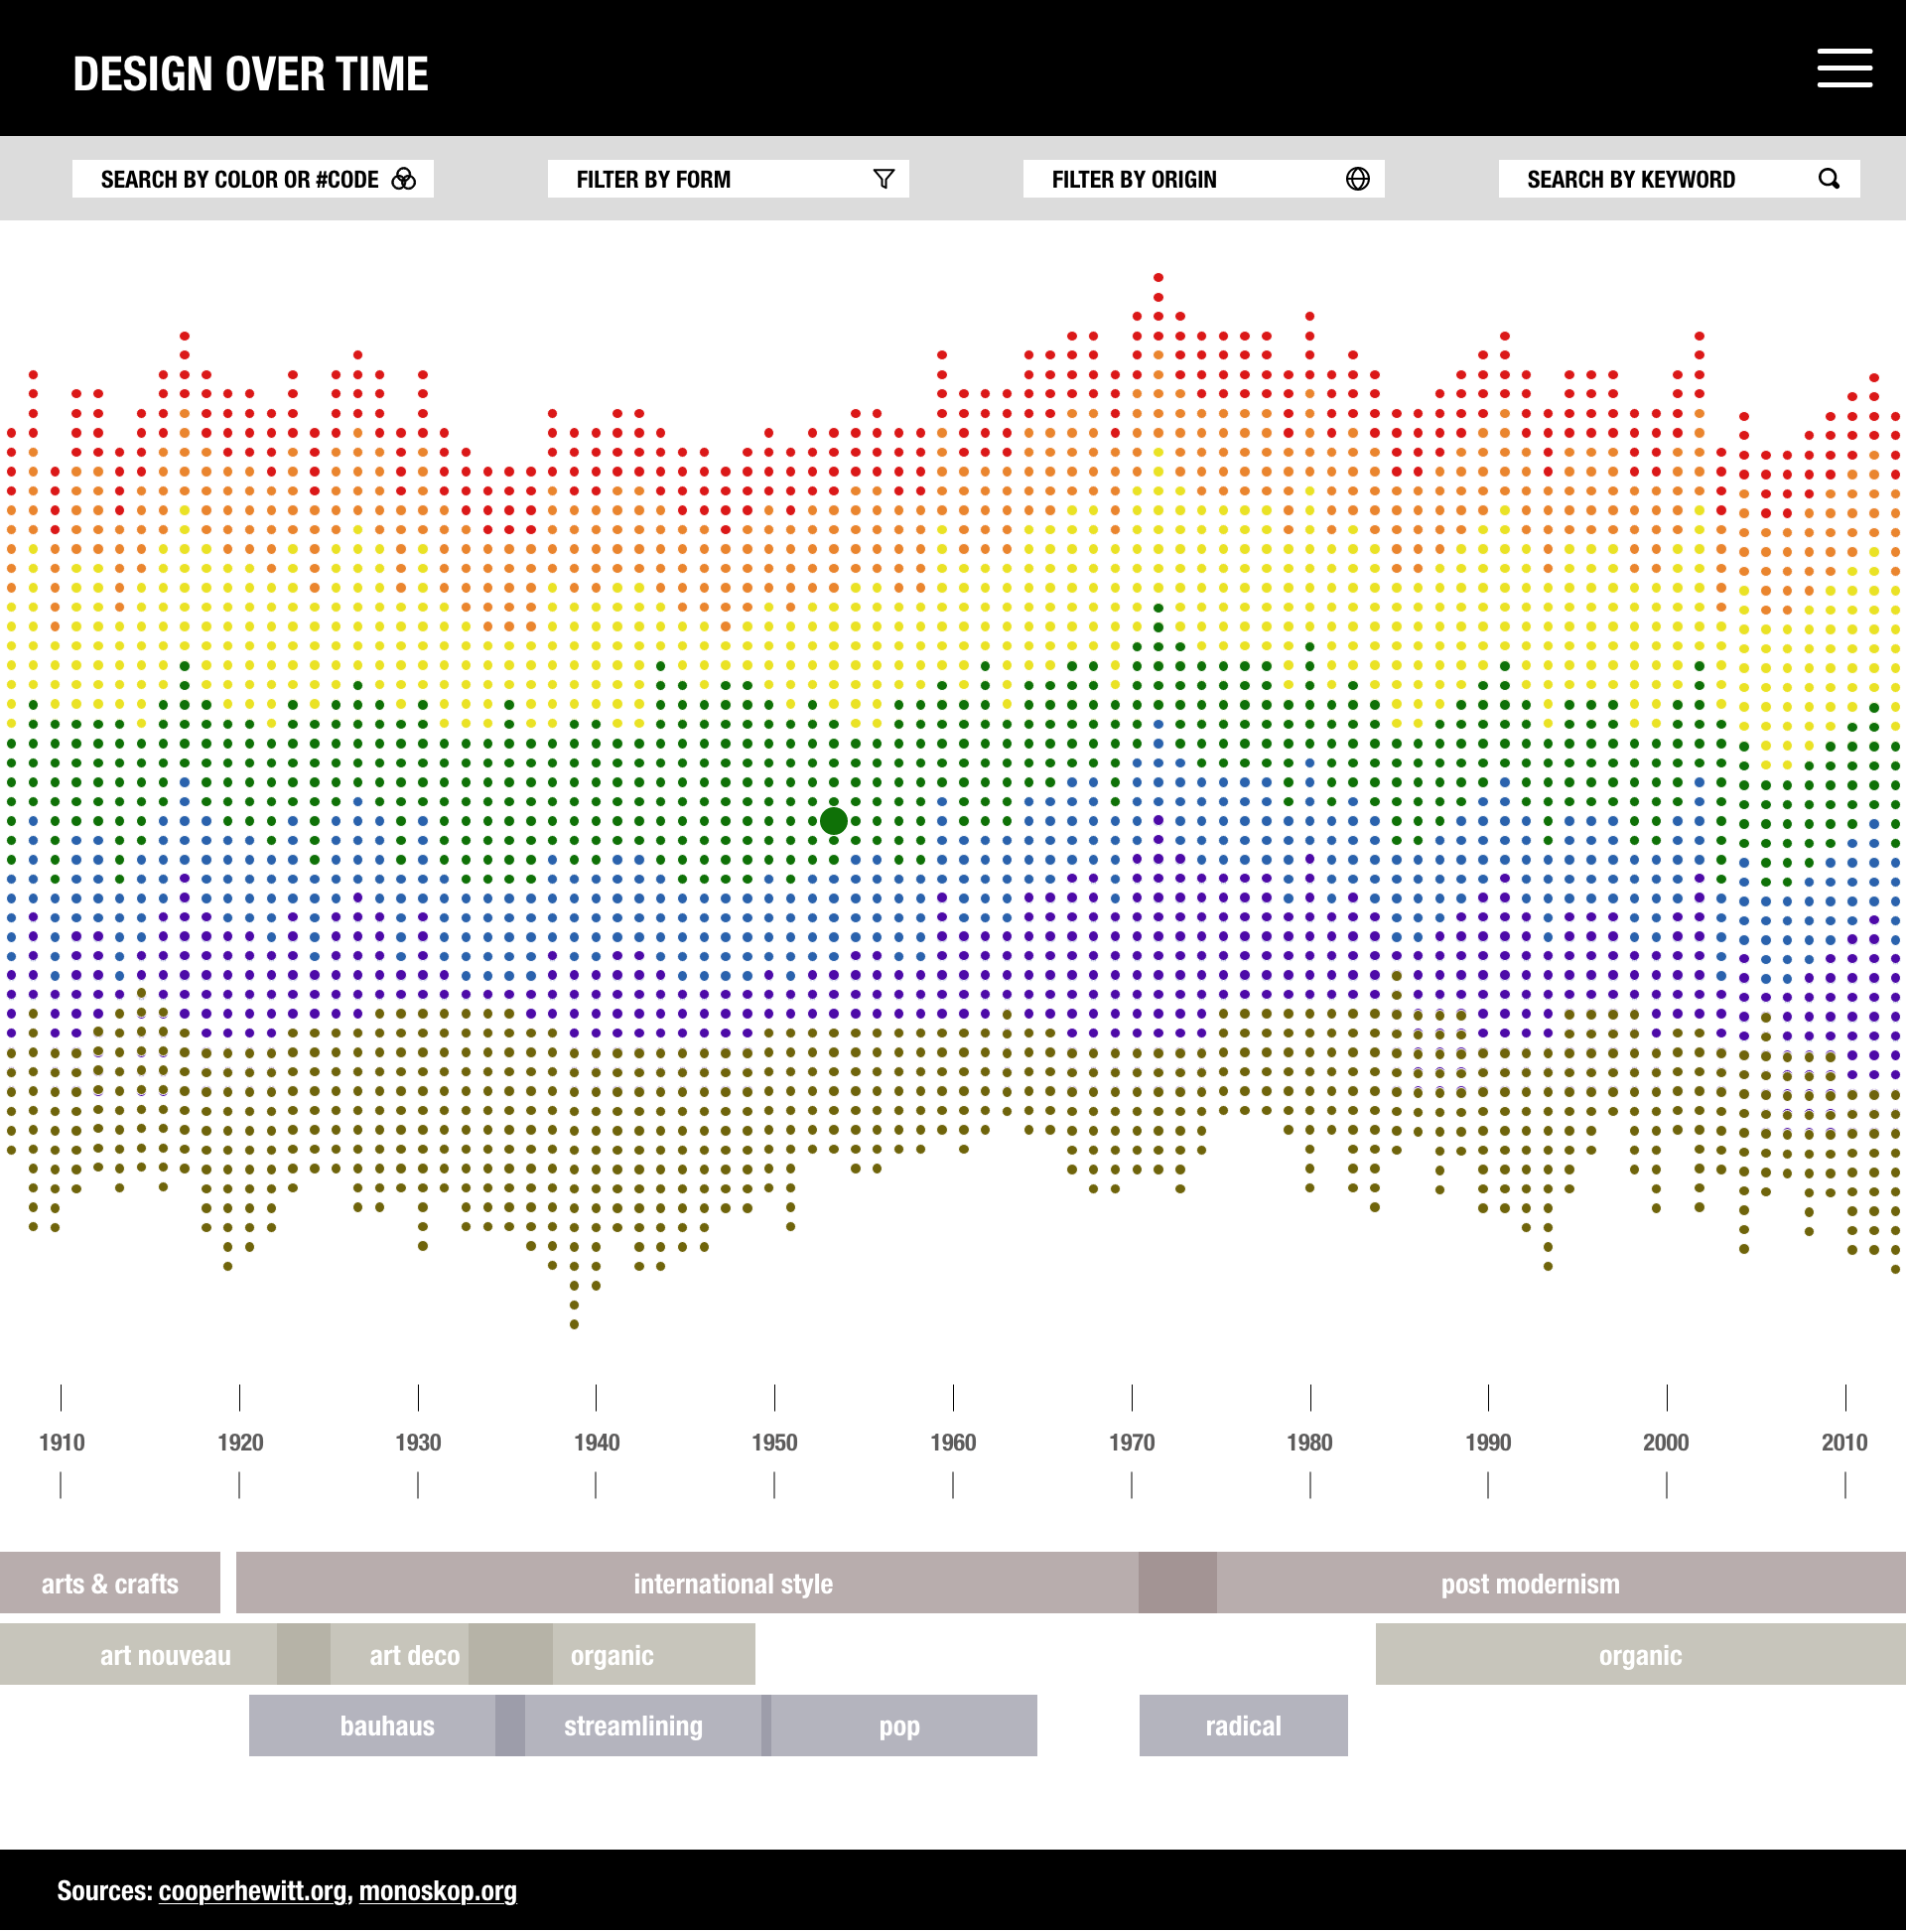 DESIGN OVER TIME
SEARCH BY COLOR OR #CODE
FILTER BY FORM
FILTER BY ORIGIN
SEARCH BY KEYWORD
1910 1920 1930 1940 1950 1960 1970 1980 1990 2000 2010
arts & crafts international style post modernism
art nouveau art deco organic organic
bauhaus streamlining pop radical
Sources: cooperhewitt.org, monoskop.org